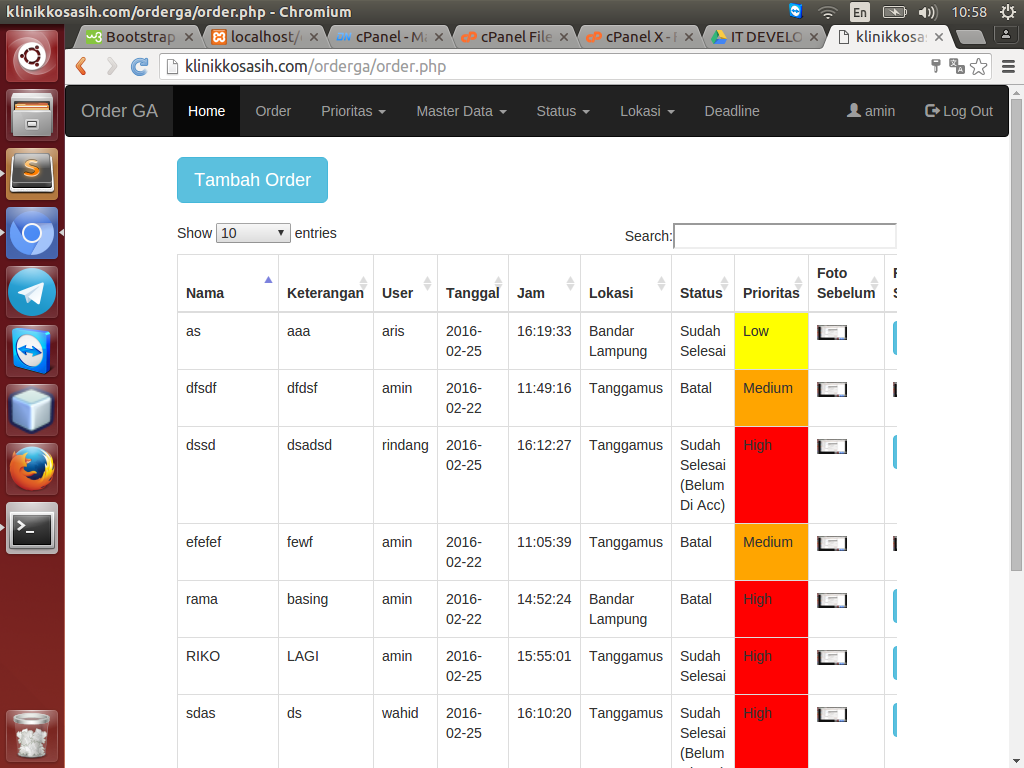 klinikkosasih.com/orderga/order.php - Chromium
En
10:58
Bootstrap
localhost/
cPanel - M
cPanel File
cPanel X -
IT DEVELO
klinikkosa
klinikkosasih.com/orderga/order.php
Order GA Home Order Prioritas Master Data Status Lokasi Deadline amin Log Out
Tambah Order
Show 10 entries
Search:
Nama Keterangan User Tanggal Jam Lokasi Status Prioritas Foto Sebelum
as aaa aris 2016-02-25 16:19:33 Bandar Lampung Sudah Selesai Low
dfsdf dfdsf amin 2016-02-22 11:49:16 Tanggamus Batal Medium
dssd dsadsd rindang 2016-02-25 16:12:27 Tanggamus Sudah Selesai (Belum Di Acc) High
efefef fewf amin 2016-02-22 11:05:39 Tanggamus Batal Medium
rama basing amin 2016-02-22 14:52:24 Bandar Lampung Batal High
RIKO LAGI amin 2016-02-25 15:55:01 Tanggamus Sudah Selesai High
sdas ds wahid 2016-02-25 16:10:20 Tanggamus Sudah Selesai (Belum High